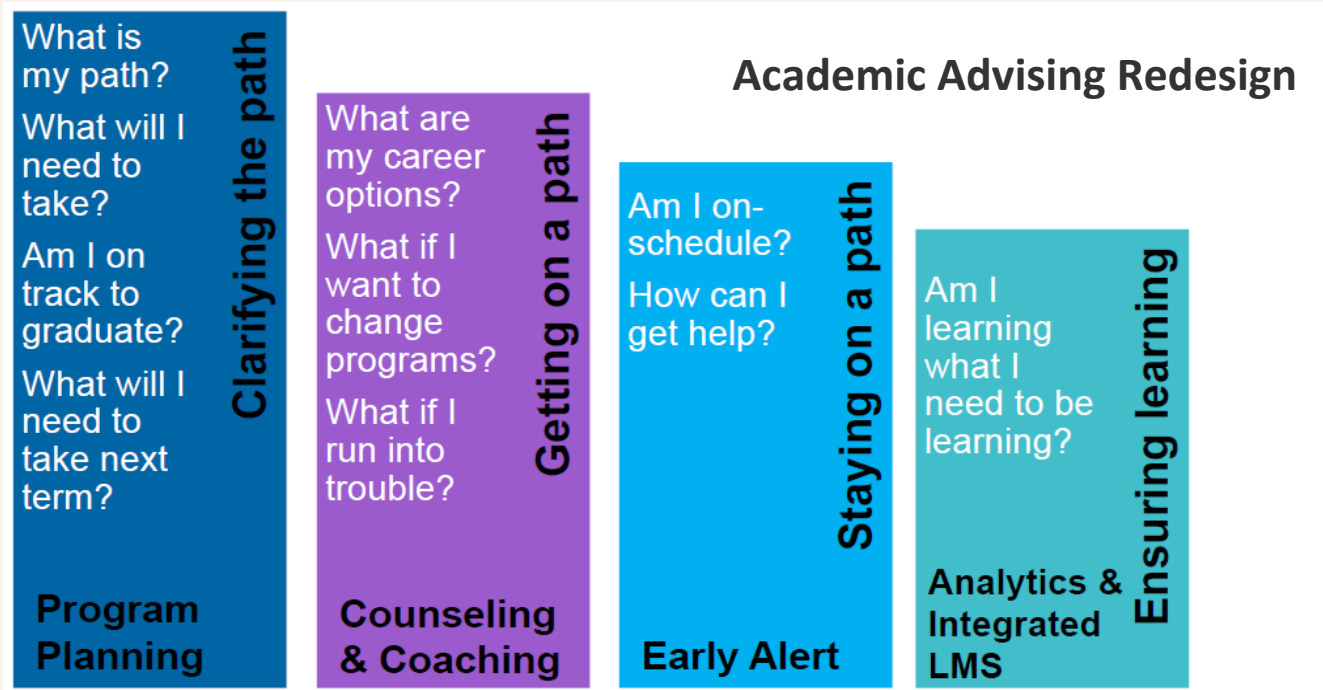 Academic Advising Redesign
What is
my path?
What will I
need to
take?
Am I on
track to
graduate?
What will I
need to
take next
term?
Clarifying the path
Program
Planning
What are
my career
options?
What if I
want to
change
programs?
What if I
run into
trouble?
Getting on a path
Counseling
& Coaching
Am I on-
schedule?
How can I
get help?
Staying on a path
Early Alert
Am I
learning
what I
need to be
learning?
Ensuring learning
Analytics &
Integrated
LMS